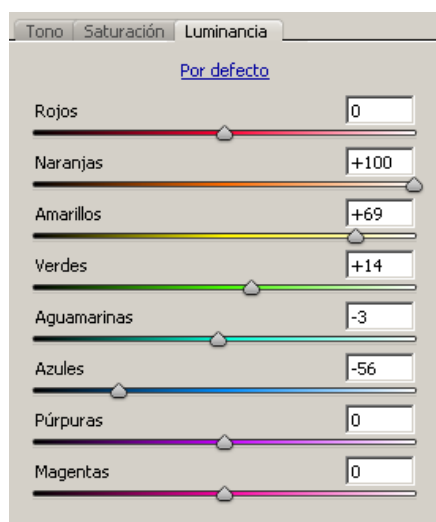 Tono Saturación Luminancia
Por defecto
Rojos 0
Naranjas +100
Amarillos +69
Verdes +14
Aguamarinas -3
Azules -56
Púrpuras 0
Magentas 0